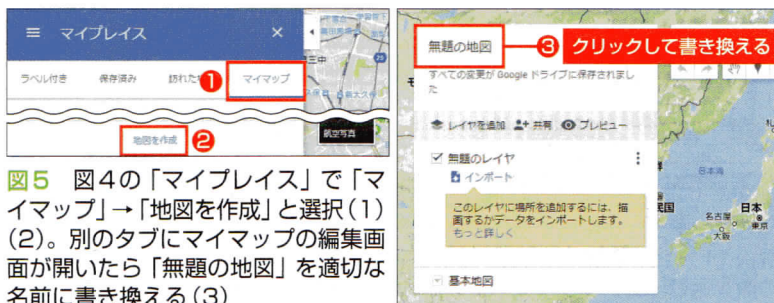 マイプレイス
ラベル付き 保存済み 訪れた
❶ マイマップ
地図を作成 ❷
航空写真
図5 図4の「マイプレイス」で「マ
イマップ」→「地図を作成」と選択(1)
(2)。別のタブにマイマップの編集画
面が開いたら「無題の地図」を適切な
名前に書き換える(3)
無題の地図 ❸ クリックして書き換える
すべての変更が Google ドライブに保存されまし
た
レイヤを追加 共有 プレビュー
無題のレイヤ
インポート
このレイヤに場所を追加するには、描
画するかデータをインポートします。
もっと詳しく
基本地図
日本海
民国
日本
名古屋
東京
大阪